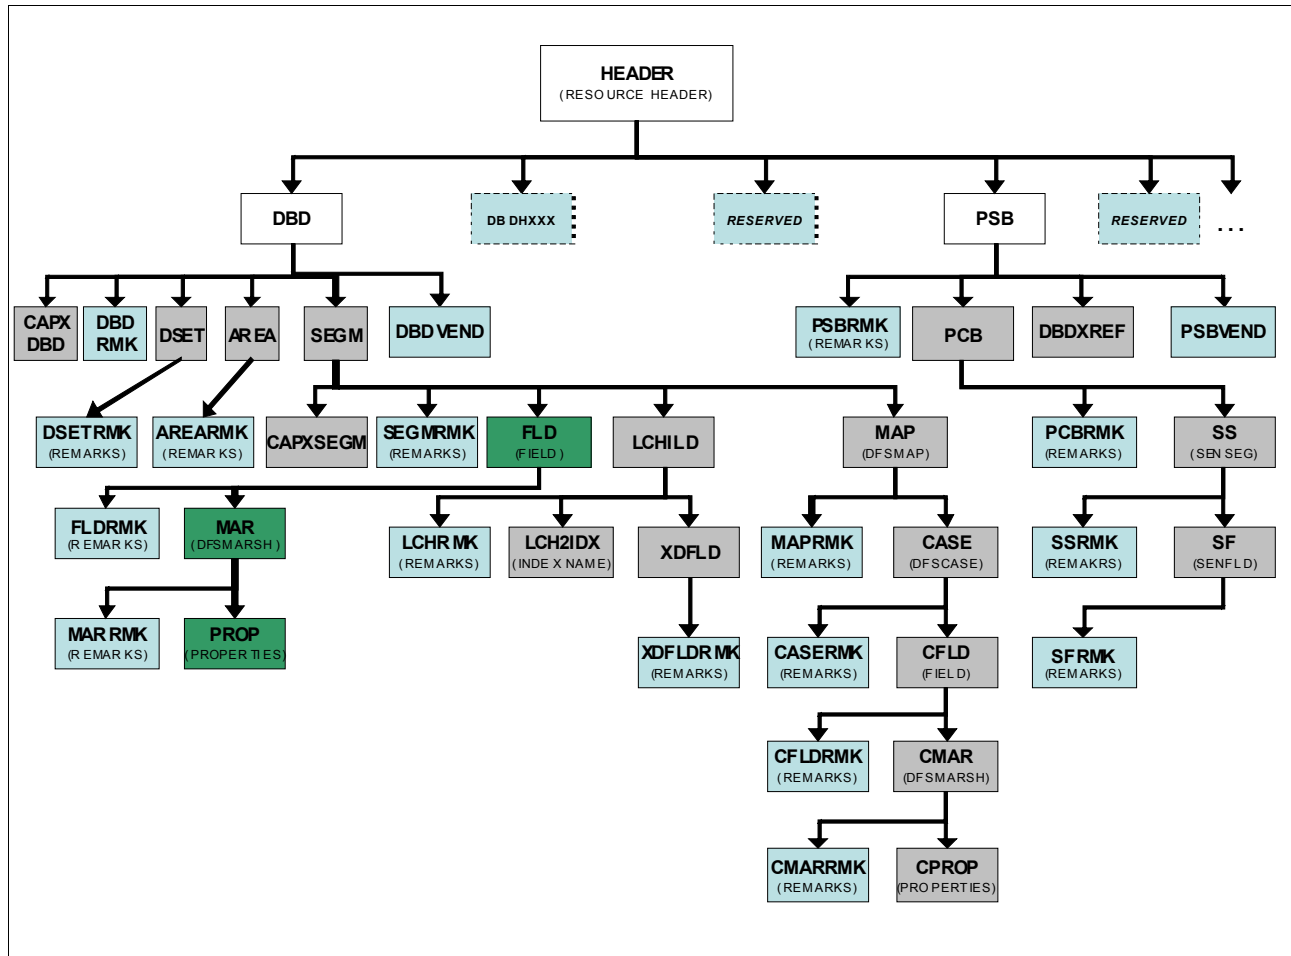 HEADER
(RESOURCE HEADER)
DBD
DBDHXXX
RESERVED
PSB
RESERVED
...
CAPX
DBD
DBD
RMK
DSET
AREA
SEGM
DBDVEND
PSBRMK
(REMARKS)
PCB
DBDXREF
PSBVEND
DSETRMK
(REMARKS)
AREARMK
(REMARKS)
CAPXSEGM
SEGMRMK
(REMARKS)
FLD
(FIELD)
LCHILD
MAP
(DFSMAP)
PCBRMK
(REMARKS)
SS
(SENSEG)
FLDRMK
(REMARKS)
MAR
(DFSMARSH)
LCHRMK
(REMARKS)
LCH2IDX
(INDEX NAME)
XDFLD
MAPRMK
(REMARKS)
CASE
(DFSCASE)
SSRMK
(REMAKRS)
SF
(SENFLD)
MARRMK
(REMARKS)
PROP
(PROPERTIES)
XDFLDRMK
(REMARKS)
CASERMK
(REMARKS)
CFLD
(FIELD)
SFRMK
(REMARKS)
CFLDRMK
(REMARKS)
CMAR
(DFSMARSH)
CMARRMK
(REMARKS)
CPROP
(PROPERTIES)